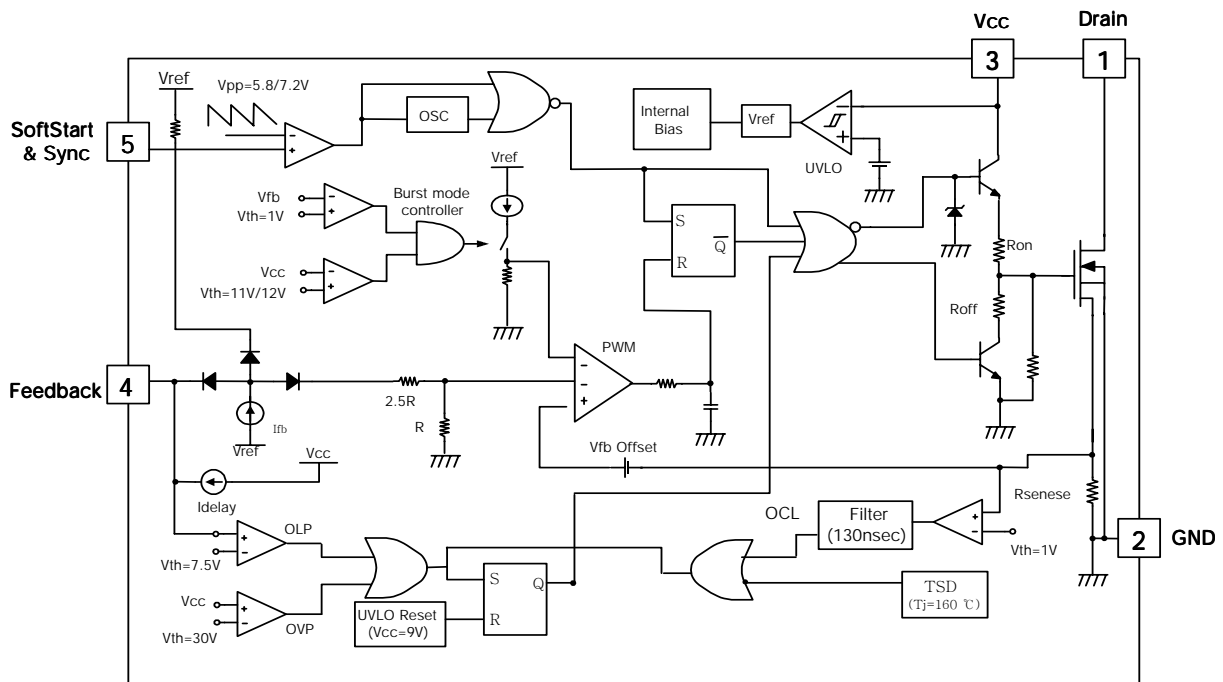 Vcc
Drain
3
1
Vref
Vpp=5.8/7.2V
SoftStart
& Sync
5
−
+
OSC
Internal
Bias
Vref
−
+
UVLO
Vfb
Vth=1V
−
+
Burst mode
controller
Vref
Vcc
Vth=11V/12V
−
+
S
R
Q
Ron
Roff
Feedback
4
2.5R
R
Ifb
Vref
PWM
−
−
+
Vfb Offset
Vcc
Idelay
Rsenese
OLP
+
−
Vth=7.5V
OCL
Filter
(130nsec)
+
−
Vth=1V
2
GND
Vcc
Vth=30V
+
−
OVP
UVLO Reset
(Vcc=9V)
S
R
Q
TSD
(Tj=160 ℃)